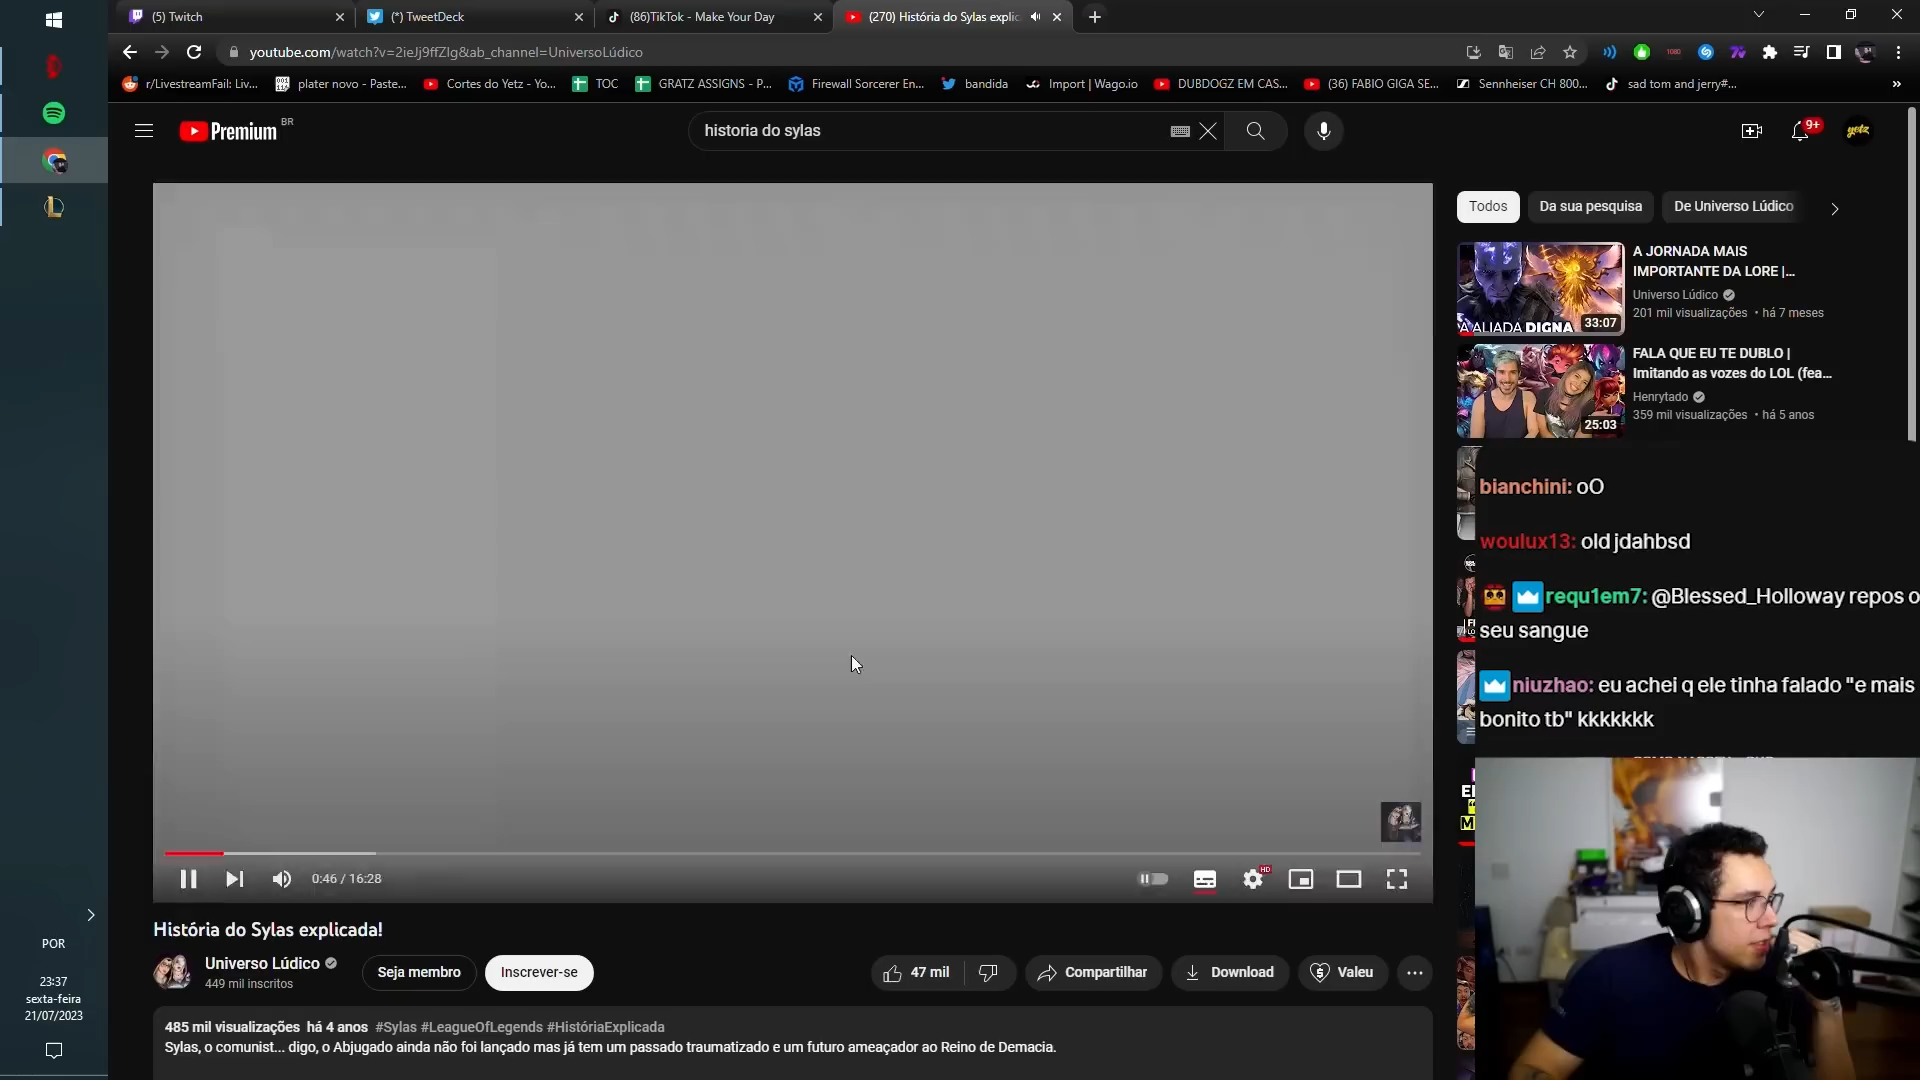 (5) Twitch
(*) TweetDeck
(86)TikTok - Make Your Day
(270) História do Sylas explic
youtube.com/watch?v=2ieJj9ffZIg&ab_channel=UniversoLúdico
r/LivestreamFail: Liv...
plater novo - Paste...
Cortes do Yetz - Yo...
TOC
GRATZ ASSIGNS - P...
Firewall Sorcerer En...
bandida
Import | Wago.io
DUBDOGZ EM CAS...
(36) FABIO GIGA SE...
Sennheiser CH 800...
sad tom and jerry#...
Premium BR
historia do sylas
9+
yetz
Todos
Da sua pesquisa
De Universo Lúdico
A JORNADA MAIS
IMPORTANTE DA LORE |...
Universo Lúdico
201 mil visualizações • há 7 meses
A ALIADA DIGNA
33:07
FALA QUE EU TE DUBLO |
Imitando as vozes do LOL (fea...
Henrytado
359 mil visualizações • há 5 anos
25:03
bianchini: oO
woulux13: old jdahbsd
requ1em7: @Blessed_Holloway repos o
seu sangue
niuzhao: eu achei q ele tinha falado "e mais
bonito tb" kkkkkkk
0:46 / 16:28
HD
História do Sylas explicada!
Universo Lúdico
449 mil inscritos
Seja membro
Inscrever-se
47 mil
Compartilhar
Download
Valeu
485 mil visualizações há 4 anos #Sylas #LeagueOfLegends #HistóriaExplicada
Sylas, o comunist... digo, o Abjugado ainda não foi lançado mas já tem um passado traumatizado e um futuro ameaçador ao Reino de Demacia.
POR
23:37
sexta-feira
21/07/2023